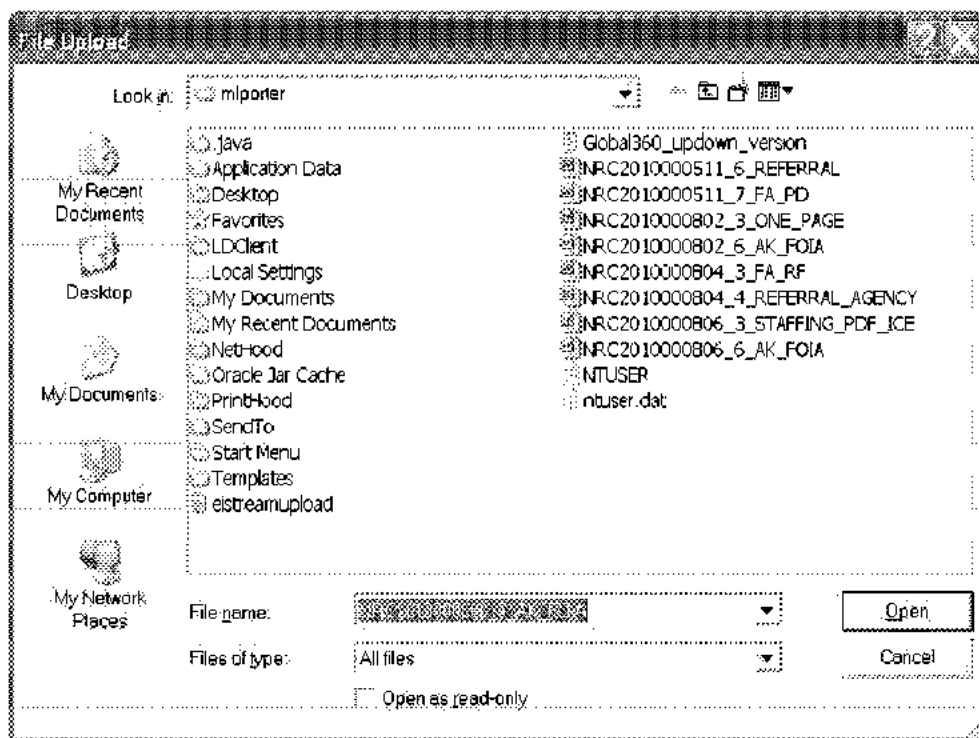 File Upload
Look in: mlporter
My Recent Documents
Desktop
My Documents
My Computer
My Network Places
.java
Application Data
Desktop
Favorites
LDClient
Local Settings
My Documents
My Recent Documents
NetHood
Oracle Jar Cache
PrintHood
SendTo
Start Menu
Templates
eistreamupload
Global360_updown_version
NRC2010000511_6_REFERRAL
NRC2010000511_7_FA_PD
NRC2010000802_3_ONE_PAGE
NRC2010000802_6_AK_FOIA
NRC2010000804_3_FA_RF
NRC2010000804_4_REFERRAL_AGENCY
NRC2010000806_3_STAFFING_PDF_ICE
NRC2010000806_6_AK_FOIA
NTUSER
ntuser.dat
File name:
Open
Files of type: All files
Cancel
Open as read-only